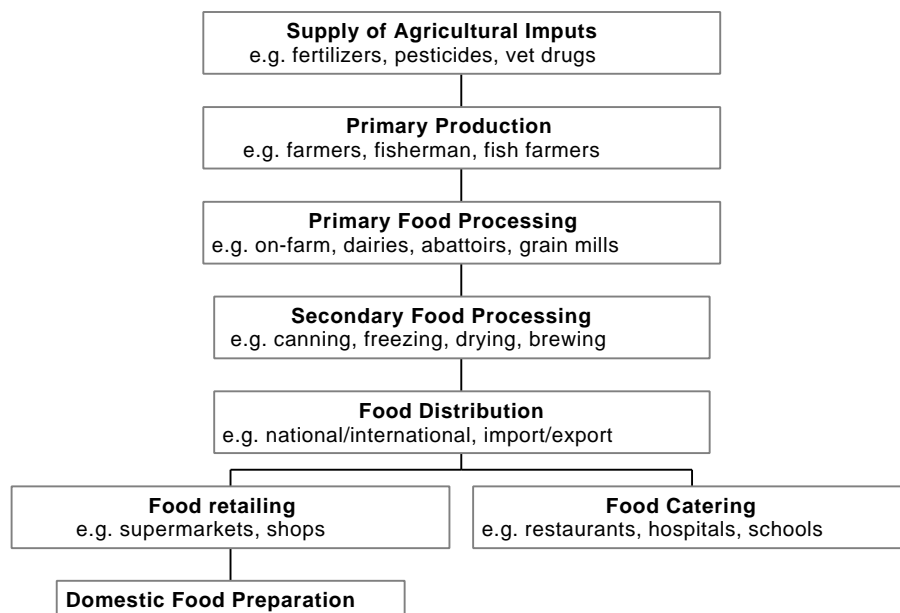 Supply of Agricultural Imputs
e.g. fertilizers, pesticides, vet drugs
Primary Production
e.g. farmers, fisherman, fish farmers
Primary Food Processing
e.g. on-farm, dairies, abattoirs, grain mills
Secondary Food Processing
e.g. canning, freezing, drying, brewing
Food Distribution
e.g. national/international, import/export
Food retailing
e.g. supermarkets, shops
Food Catering
e.g. restaurants, hospitals, schools
Domestic Food Preparation